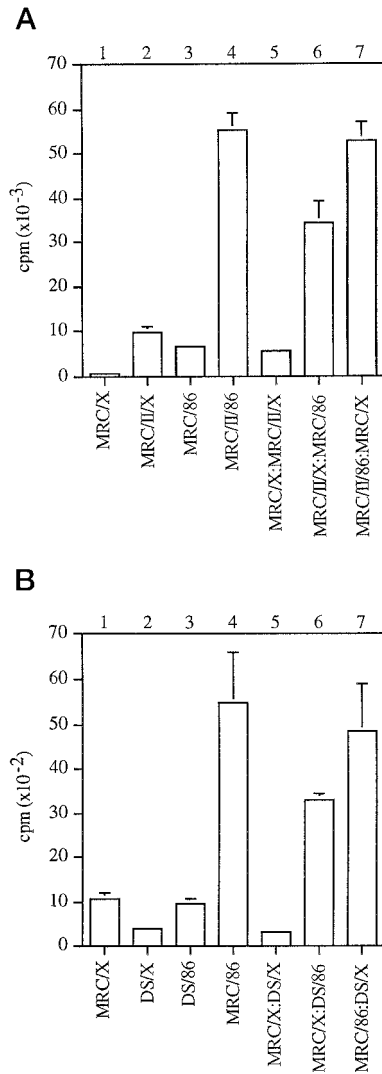 A
1 2 3 4 5 6 7
70
60
50
40
30
20
10
0
cpm (x10-3)
MRC/X
MRC/II/X
MRC/86
MRC/II/86
MRC/X:MRC/II/X
MRC/II/X:MRC/86
MRC/II/86:MRC/X
B
1 2 3 4 5 6 7
70
60
50
40
30
20
10
0
cpm (x10-2)
MRC/X
DS/X
DS/86
MRC/86
MRC/X:DS/X
MRC/X:DS/86
MRC/86:DS/X